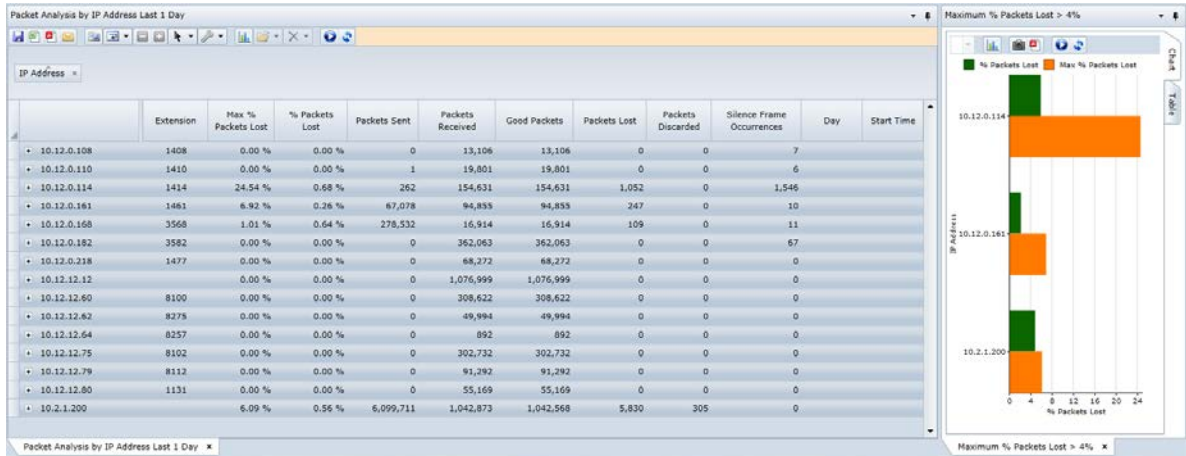 Packet Analysis by IP Address Last 1 Day
IP Address
Extension Max % Packets Lost % Packets Lost Packets Sent Packets Received Good Packets Packets Lost Packets Discarded Silence Frame Occurrences Day Start Time
10.12.0.108 1408 0.00 % 0.00 % 0 13,106 13,106 0 0 7
10.12.0.110 1410 0.00 % 0.00 % 1 19,801 19,801 0 0 6
10.12.0.114 1414 24.54 % 0.68 % 262 154,631 154,631 1,052 0 1,546
10.12.0.161 1461 6.92 % 0.26 % 67,078 94,855 94,855 247 0 10
10.12.0.168 3568 1.01 % 0.64 % 278,532 16,914 16,914 109 0 11
10.12.0.182 3582 0.00 % 0.00 % 0 362,063 362,063 0 0 67
10.12.0.218 1477 0.00 % 0.00 % 0 68,272 68,272 0 0 0
10.12.12.12 0.00 % 0.00 % 0 1,076,999 1,076,999 0 0 0
10.12.12.60 8100 0.00 % 0.00 % 0 308,622 308,622 0 0 0
10.12.12.62 8275 0.00 % 0.00 % 0 49,994 49,994 0 0 0
10.12.12.64 8257 0.00 % 0.00 % 0 892 892 0 0 0
10.12.12.75 8102 0.00 % 0.00 % 0 302,732 302,732 0 0 0
10.12.12.79 8112 0.00 % 0.00 % 0 91,292 91,292 0 0 0
10.12.12.80 1131 0.00 % 0.00 % 0 55,169 55,169 0 0 0
10.2.1.200 6.09 % 0.56 % 6,099,711 1,042,873 1,042,568 5,830 305 0
Packet Analysis by IP Address Last 1 Day
Maximum % Packets Lost > 4%
Chart
Table
% Packets Lost Max % Packets Lost
10.12.0.114
10.12.0.161
10.2.1.200
IP Address
0 4 8 12 16 20 24
% Packets Lost
Maximum % Packets Lost > 4%